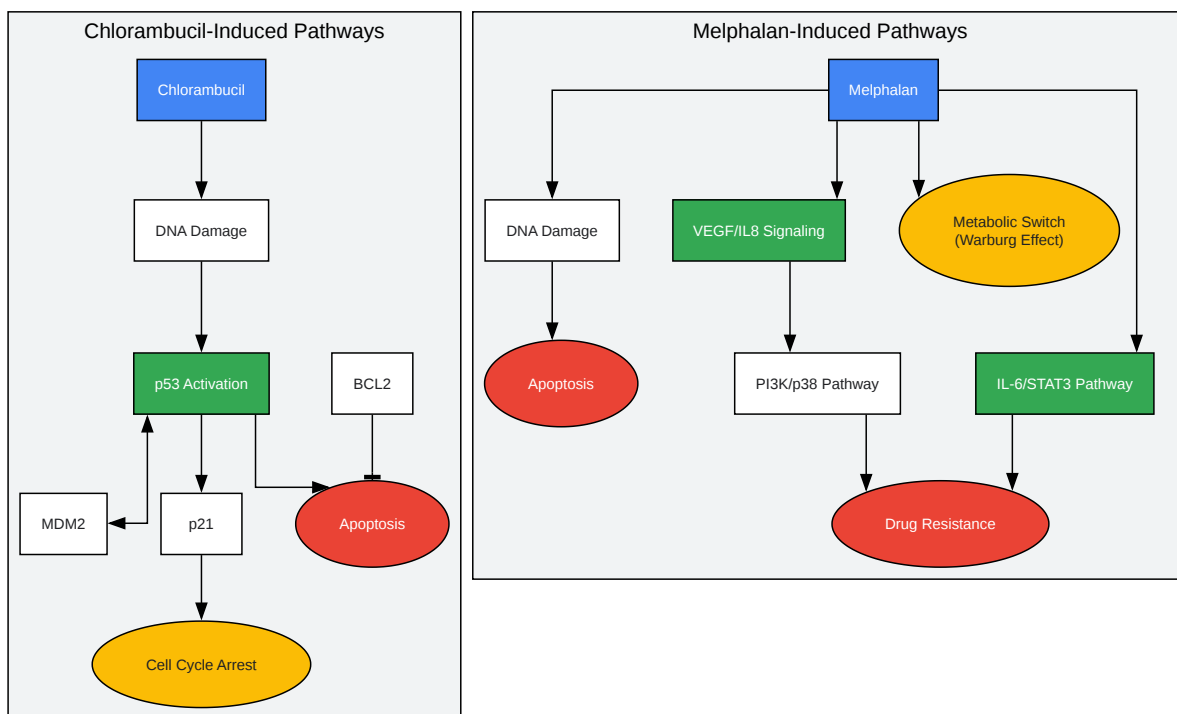 Chlorambucil-Induced Pathways
Chlorambucil
DNA Damage
p53 Activation
BCL2
MDM2
p21
Apoptosis
Cell Cycle Arrest
Melphalan-Induced Pathways
Melphalan
DNA Damage
VEGF/IL8 Signaling
Metabolic Switch
(Warburg Effect)
Apoptosis
PI3K/p38 Pathway
IL-6/STAT3 Pathway
Drug Resistance